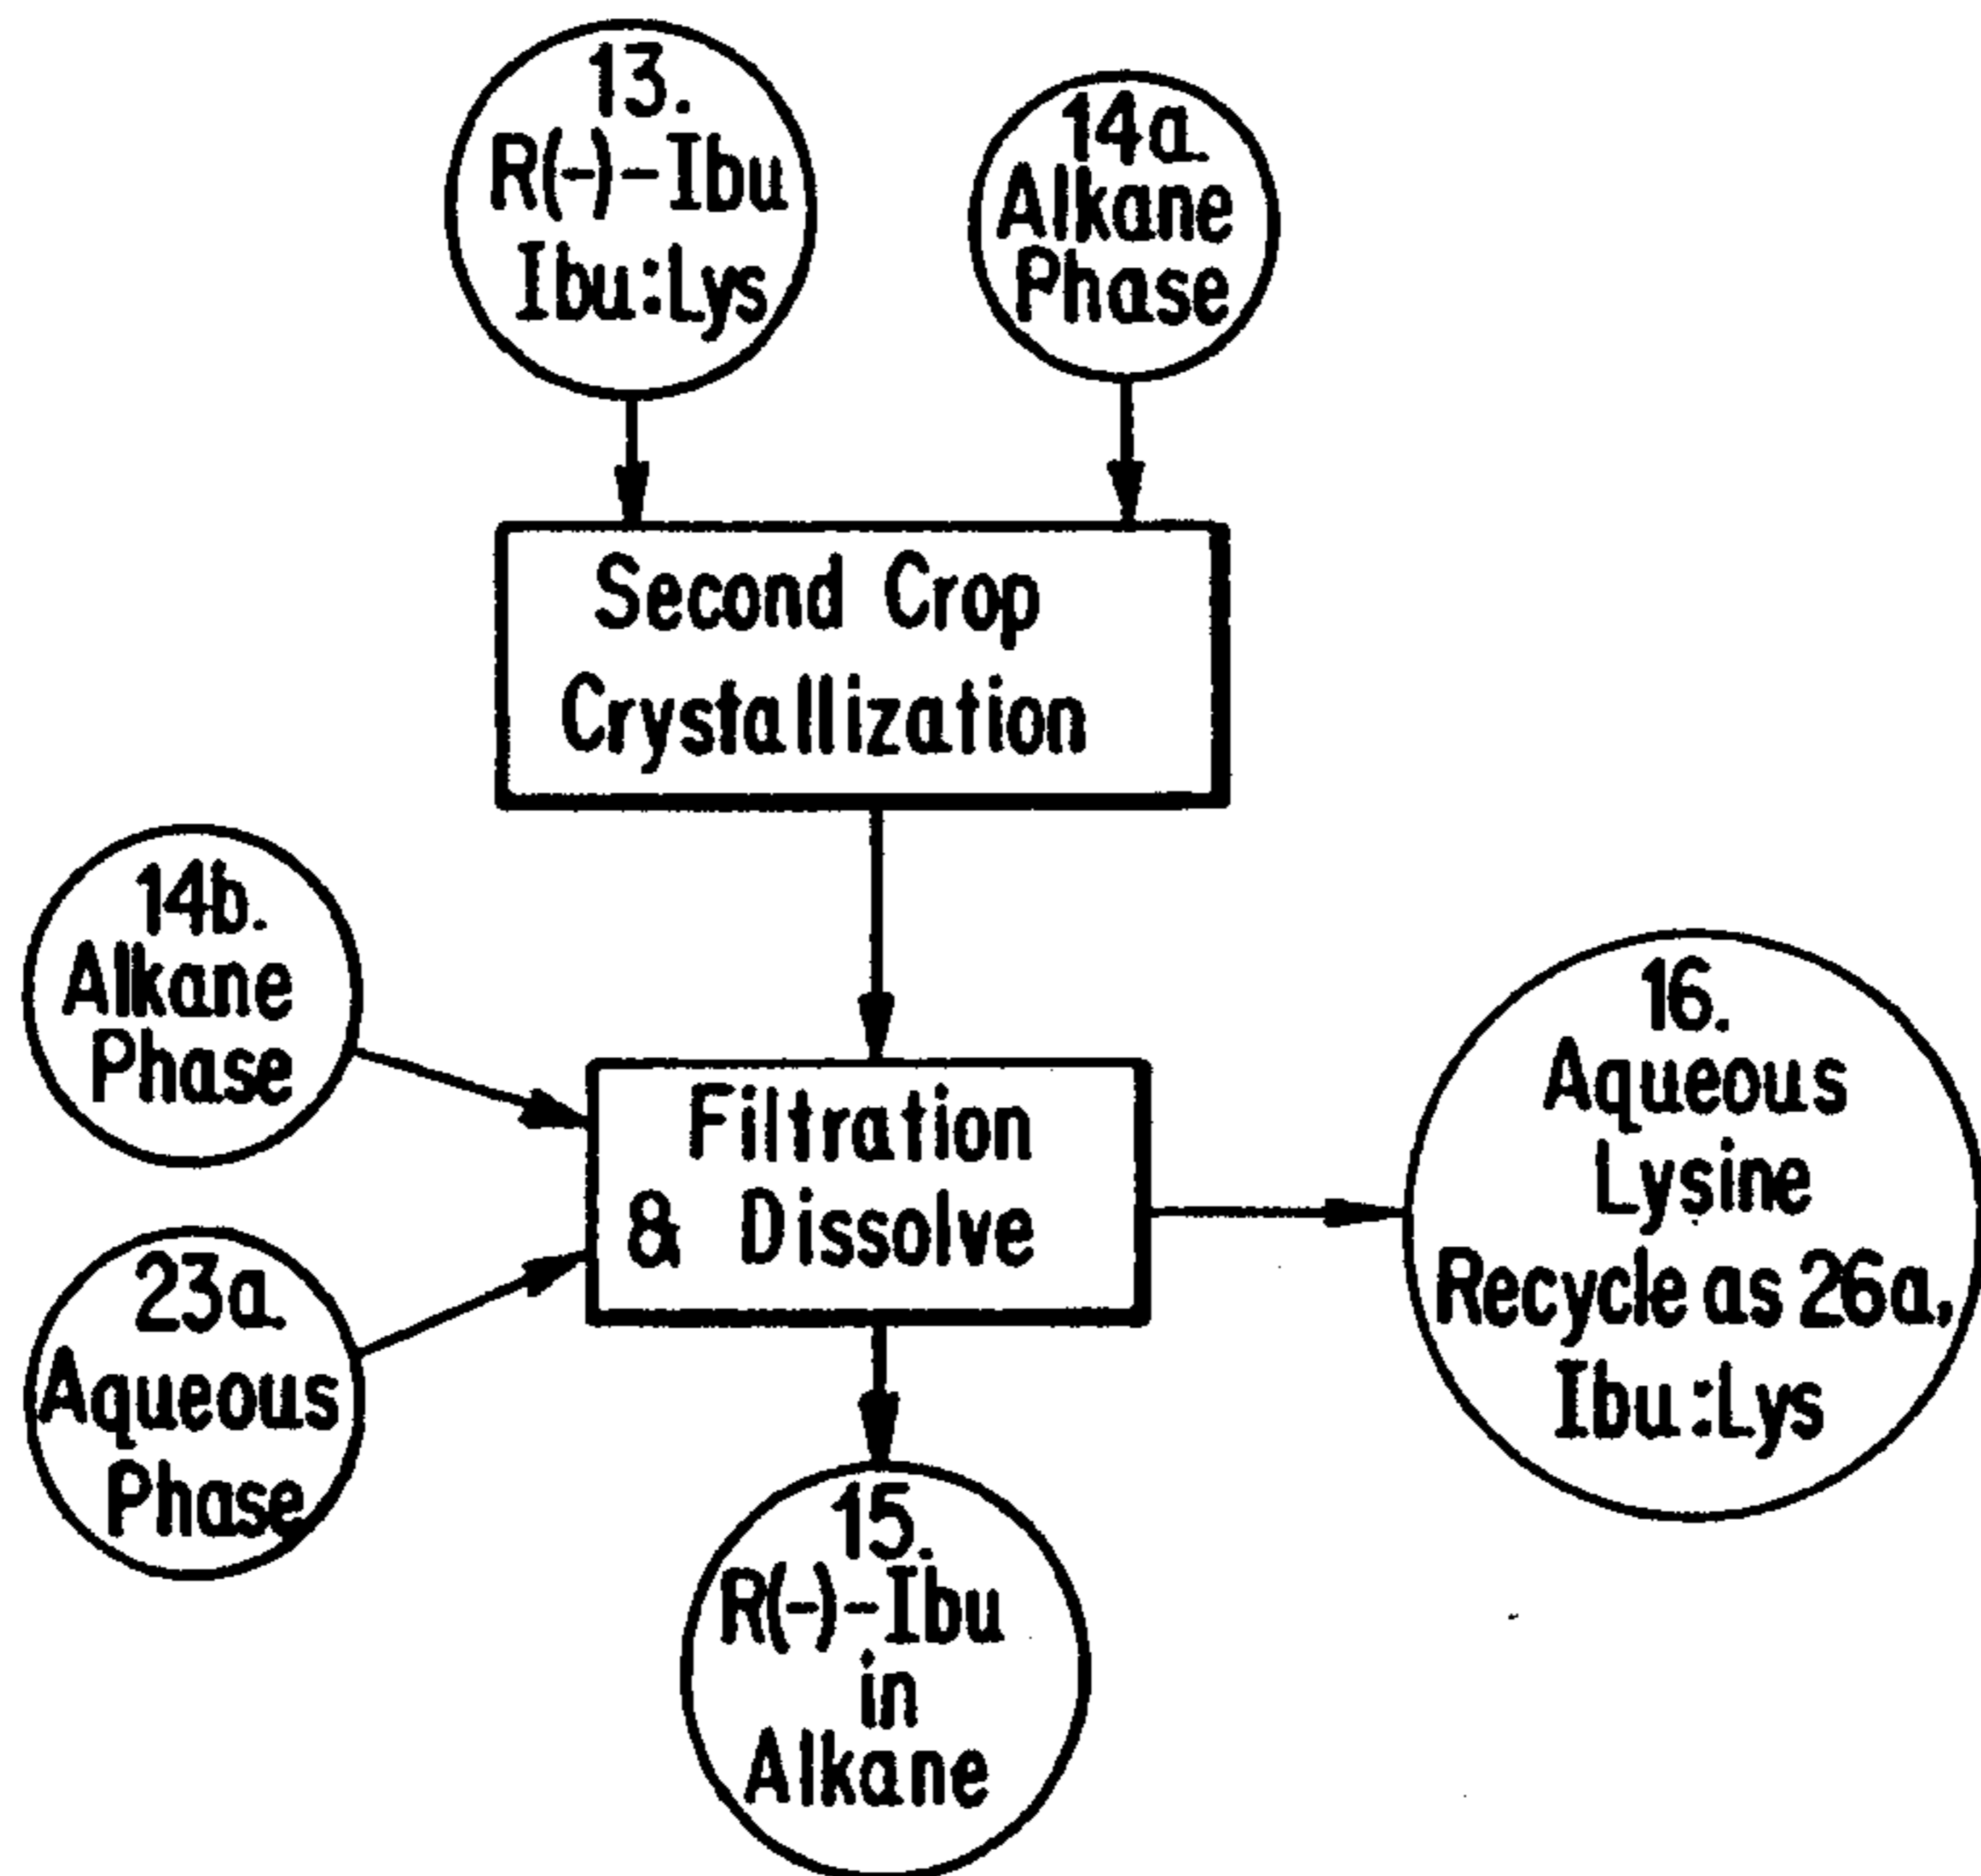 13.
R(-)-Ibu
Ibu:Lys
14a.
Alkane
Phase
Second Crop
Crystallization
14b.
Alkane
Phase
Filtration
& Dissolve
23a.
Aqueous
Phase
16.
Aqueous
Lysine
Recycle as 26a,
Ibu:Lys
15.
R(-)-Ibu
in
Alkane